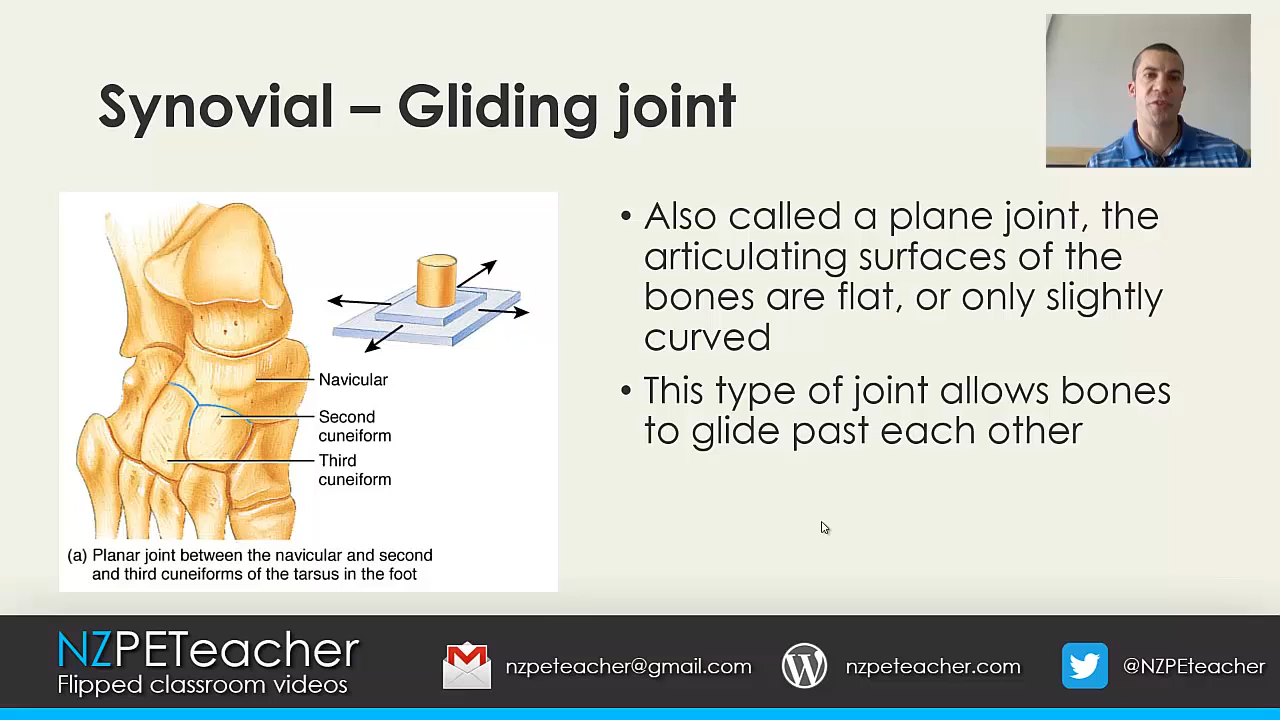 Synovial – Gliding joint
• Also called a plane joint, the
articulating surfaces of the
bones are flat, or only slightly
curved
• This type of joint allows bones
to glide past each other
Navicular
Second
cuneiform
Third
cuneiform
(a) Planar joint between the navicular and second
and third cuneiforms of the tarsus in the foot
NZPETeacher
Flipped classroom videos
nzpeteacher@gmail.com
nzpeteacher.com
@NZPEteacher